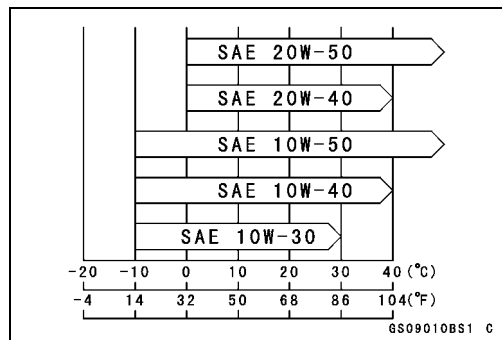 SAE 20W-50
SAE 20W-40
SAE 10W-50
SAE 10W-40
SAE 10W-30
-20 -10 0 10 20 30 40 (°C)
-4 14 32 50 68 86 104(°F)
GS09010BS1 C